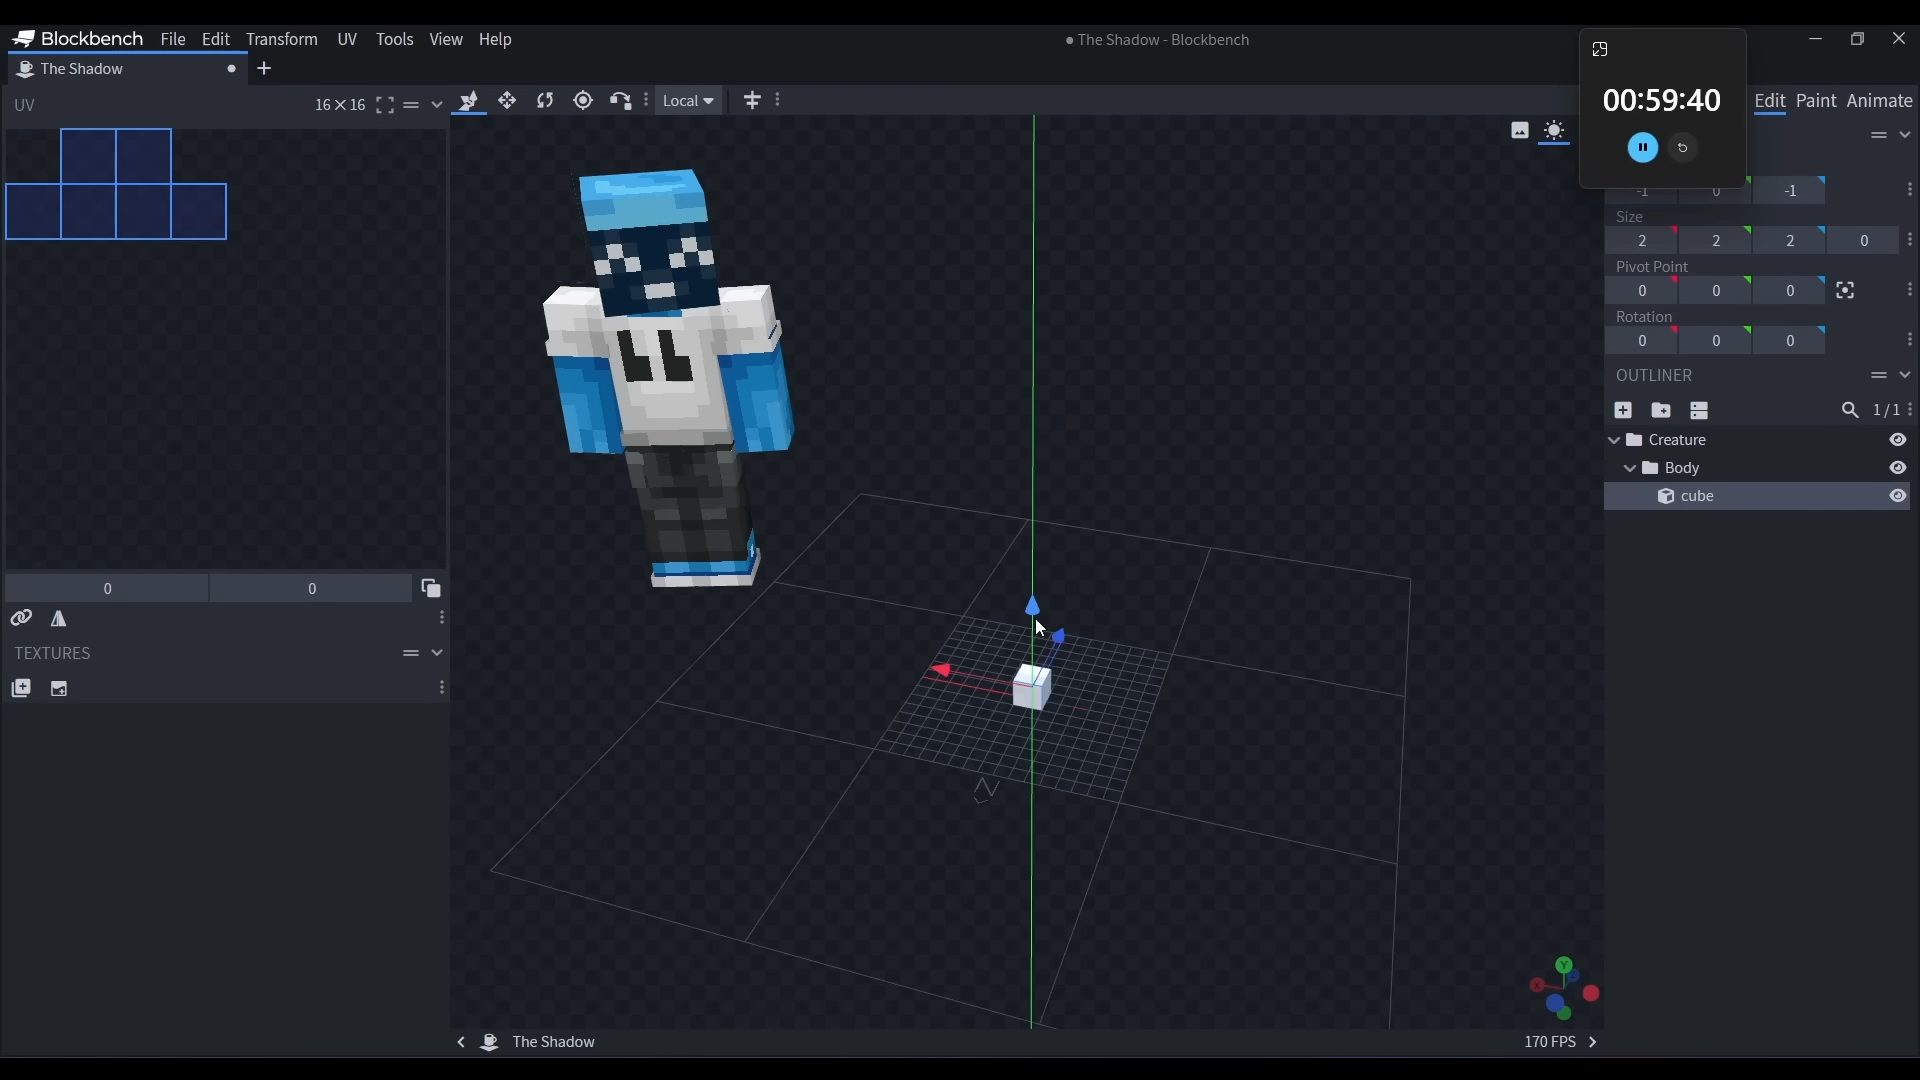 Blockbench File Edit Transform UV Tools View Help
● The Shadow - Blockbench
The Shadow
00:59:40
UV 16×16
Local
Edit Paint Animate
-1 0 -1
Size
2 2 2 0
Pivot Point
0 0 0
Rotation
0 0 0
OUTLINER
1/1
Creature
Body
cube
0 0
TEXTURES
Y
X
Z
The Shadow
170 FPS